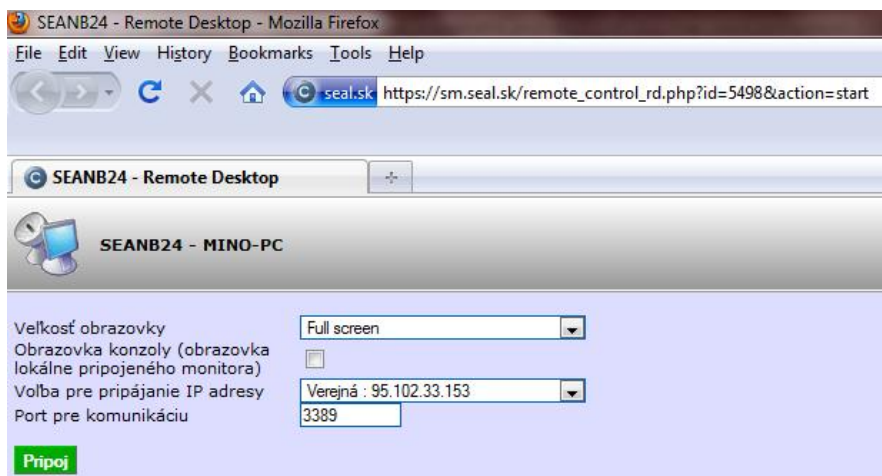 SEANB24 - Remote Desktop - Mozilla Firefox
File Edit View History Bookmarks Tools Help
seal.sk https://sm.seal.sk/remote_control_rd.php?id=5498&action=start
SEANB24 - Remote Desktop
SEANB24 - MINO-PC
Veľkosť obrazovky Full screen
Obrazovka konzoly (obrazovka
lokálne pripojeného monitora)
Voľba pre pripájanie IP adresy Verejná : 95.102.33.153
Port pre komunikáciu 3389
Pripoj